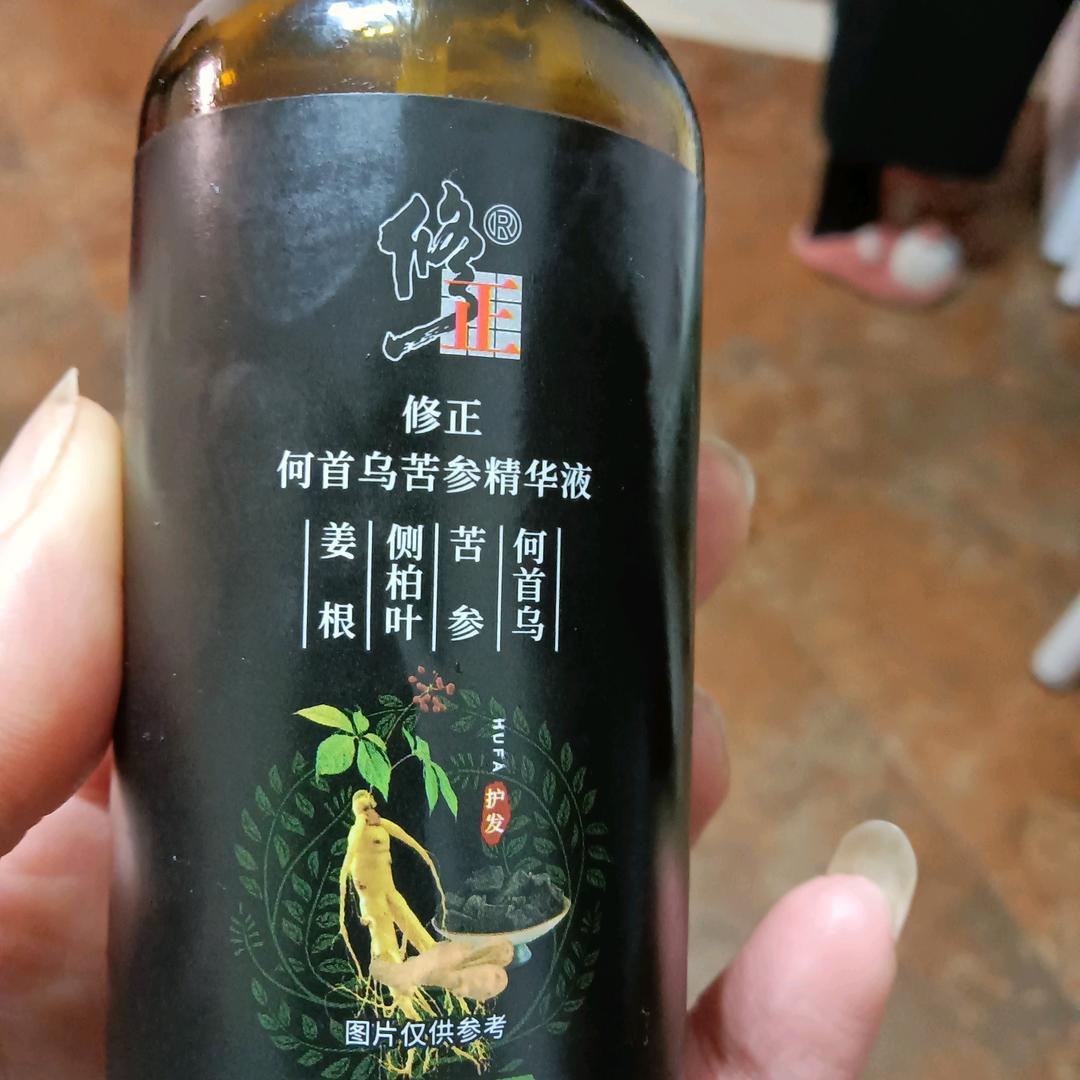 修正®
修正
何首乌苦参精华液
何首乌
苦参
侧柏叶
姜根
HUFA
护发
图片仅供参考